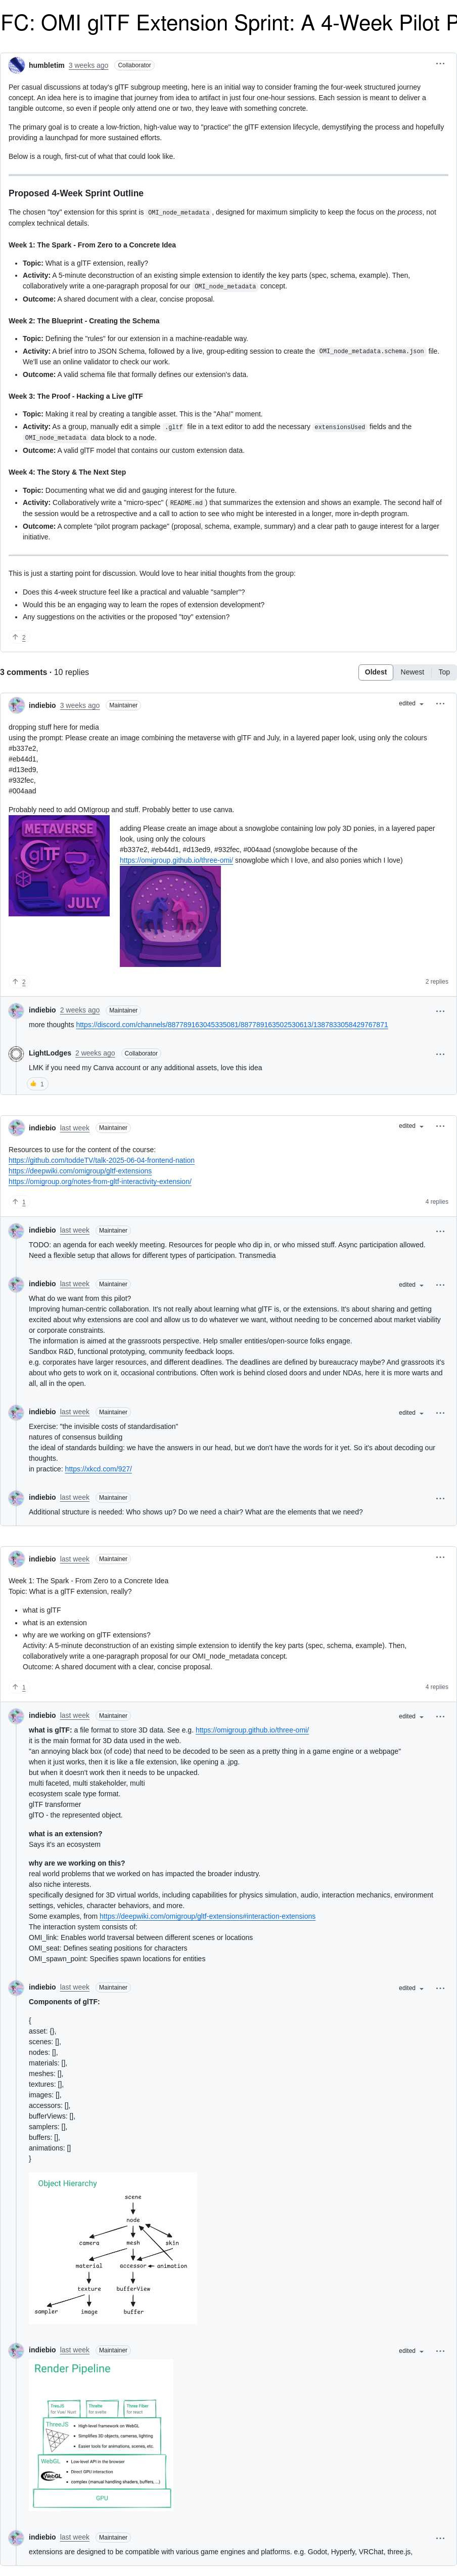 FC: OMI glTF Extension Sprint: A 4-Week Pilot P
humbletim 3 weeks ago Collaborator
Per casual discussions at today's glTF subgroup meeting, here is an initial way to consider framing the four-week structured journey
concept. An idea here is to imagine that journey from idea to artifact in just four one-hour sessions. Each session is meant to deliver a
tangible outcome, so even if people only attend one or two, they leave with something concrete.
The primary goal is to create a low-friction, high-value way to "practice" the glTF extension lifecycle, demystifying the process and hopefully
providing a launchpad for more sustained efforts.
Below is a rough, first-cut of what that could look like.
Proposed 4-Week Sprint Outline
The chosen "toy" extension for this sprint is OMI_node_metadata, designed for maximum simplicity to keep the focus on the process, not
complex technical details.
Week 1: The Spark - From Zero to a Concrete Idea
• Topic: What is a glTF extension, really?
• Activity: A 5-minute deconstruction of an existing simple extension to identify the key parts (spec, schema, example). Then,
collaboratively write a one-paragraph proposal for our OMI_node_metadata concept.
• Outcome: A shared document with a clear, concise proposal.
Week 2: The Blueprint - Creating the Schema
• Topic: Defining the "rules" for our extension in a machine-readable way.
• Activity: A brief intro to JSON Schema, followed by a live, group-editing session to create the OMI_node_metadata.schema.json file.
We'll use an online validator to check our work.
• Outcome: A valid schema file that formally defines our extension's data.
Week 3: The Proof - Hacking a Live glTF
• Topic: Making it real by creating a tangible asset. This is the "Aha!" moment.
• Activity: As a group, manually edit a simple .gltf file in a text editor to add the necessary extensionsUsed fields and the
OMI_node_metadata data block to a node.
• Outcome: A valid glTF model that contains our custom extension data.
Week 4: The Story & The Next Step
• Topic: Documenting what we did and gauging interest for the future.
• Activity: Collaboratively write a "micro-spec" (README.md) that summarizes the extension and shows an example. The second half of
the session would be a retrospective and a call to action to see who might be interested in a longer, more in-depth program.
• Outcome: A complete "pilot program package" (proposal, schema, example, summary) and a clear path to gauge interest for a larger
initiative.
This is just a starting point for discussion. Would love to hear initial thoughts from the group:
• Does this 4-week structure feel like a practical and valuable "sampler"?
• Would this be an engaging way to learn the ropes of extension development?
• Any suggestions on the activities or the proposed "toy" extension?
2
3 comments · 10 replies
Oldest Newest Top
indiebio 3 weeks ago Maintainer edited
dropping stuff here for media
using the prompt: Please create an image combining the metaverse with glTF and July, in a layered paper look, using only the colours
#b337e2,
#eb44d1,
#d13ed9,
#932fec,
#004aad
Probably need to add OMIgroup and stuff. Probably better to use canva.
METAVERSE
glTF
JULY
adding Please create an image about a snowglobe containing low poly 3D ponies, in a layered paper
look, using only the colours
#b337e2, #eb44d1, #d13ed9, #932fec, #004aad (snowglobe because of the
https://omigroup.github.io/three-omi/ snowglobe which I love, and also ponies which I love)
2
2 replies
indiebio 2 weeks ago Maintainer
more thoughts https://discord.com/channels/887789163045335081/887789163502530613/1387833058429767871
LightLodges 2 weeks ago Collaborator
LMK if you need my Canva account or any additional assets, love this idea
👍 1
indiebio last week Maintainer edited
Resources to use for the content of the course:
https://github.com/toddeTV/talk-2025-06-04-frontend-nation
https://deepwiki.com/omigroup/gltf-extensions
https://omigroup.org/notes-from-gltf-interactivity-extension/
1
4 replies
indiebio last week Maintainer
TODO: an agenda for each weekly meeting. Resources for people who dip in, or who missed stuff. Async participation allowed.
Need a flexible setup that allows for different types of participation. Transmedia
indiebio last week Maintainer edited
What do we want from this pilot?
Improving human-centric collaboration. It's not really about learning what glTF is, or the extensions. It's about sharing and getting
excited about why extensions are cool and allow us to do whatever we want, without needing to be concerned about market viability
or corporate constraints.
The information is aimed at the grassroots perspective. Help smaller entities/open-source folks engage.
Sandbox R&D, functional prototyping, community feedback loops.
e.g. corporates have larger resources, and different deadlines. The deadlines are defined by bureaucracy maybe? And grassroots it's
about who gets to work on it, occasional contributions. Often work is behind closed doors and under NDAs, here it is more warts and
all, all in the open.
indiebio last week Maintainer edited
Exercise: "the invisible costs of standardisation"
natures of consensus building
the ideal of standards building: we have the answers in our head, but we don't have the words for it yet. So it's about decoding our
thoughts.
in practice: https://xkcd.com/927/
indiebio last week Maintainer
Additional structure is needed: Who shows up? Do we need a chair? What are the elements that we need?
indiebio last week Maintainer
Week 1: The Spark - From Zero to a Concrete Idea
Topic: What is a glTF extension, really?
• what is glTF
• what is an extension
• why are we working on glTF extensions?
Activity: A 5-minute deconstruction of an existing simple extension to identify the key parts (spec, schema, example). Then,
collaboratively write a one-paragraph proposal for our OMI_node_metadata concept.
Outcome: A shared document with a clear, concise proposal.
1
4 replies
indiebio last week Maintainer edited
what is glTF: a file format to store 3D data. See e.g. https://omigroup.github.io/three-omi/
it is the main format for 3D data used in the web.
"an annoying black box (of code) that need to be decoded to be seen as a pretty thing in a game engine or a webpage"
when it just works, then it is like a file extension, like opening a .jpg.
but when it doesn't work then it needs to be unpacked.
multi faceted, multi stakeholder, multi
ecosystem scale type format.
glTF transformer
glTO - the represented object.
what is an extension?
Says it's an ecosystem
why are we working on this?
real world problems that we worked on has impacted the broader industry.
also niche interests.
specifically designed for 3D virtual worlds, including capabilities for physics simulation, audio, interaction mechanics, environment
settings, vehicles, character behaviors, and more.
Some examples, from https://deepwiki.com/omigroup/gltf-extensions#interaction-extensions
The interaction system consists of:
OMI_link: Enables world traversal between different scenes or locations
OMI_seat: Defines seating positions for characters
OMI_spawn_point: Specifies spawn locations for entities
indiebio last week Maintainer edited
Components of glTF:
{
asset: {},
scenes: [],
nodes: [],
materials: [],
meshes: [],
textures: [],
images: [],
accessors: [],
bufferViews: [],
samplers: [],
buffers: [],
animations: []
}
Object Hierarchy
scene
node
camera mesh skin
material accessor animation
texture bufferView
sampler image buffer
indiebio last week Maintainer edited
Render Pipeline
TresJS for Vue/ Nuxt
Threlte for svelte
Three Fiber for react
ThreeJS
• High-level framework on WebGL
• Simplifies 3D objects, cameras, lighting
• Easier tools for animations, scenes, etc.
WebGL
• Low-level API in the browser
• Direct GPU interaction
• complex (manual handling shaders, buffers, ..)
WebGL
GPU
indiebio last week Maintainer
extensions are designed to be compatible with various game engines and platforms. e.g. Godot, Hyperfy, VRChat, three.js,